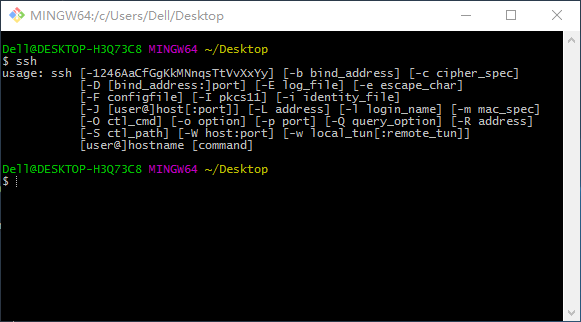 MINGW64:/c/Users/Dell/Desktop
Dell@DESKTOP-H3Q73C8 MINGW64 ~/Desktop
$ ssh
usage: ssh [-1246AaCfGgKkMNnqsTtVvXxYy] [-b bind_address] [-c cipher_spec]
           [-D [bind_address:]port] [-E log_file] [-e escape_char]
           [-F configfile] [-I pkcs11] [-i identity_file]
           [-J [user@]host[:port]] [-L address] [-l login_name] [-m mac_spec]
           [-O ctl_cmd] [-o option] [-p port] [-Q query_option] [-R address]
           [-S ctl_path] [-W host:port] [-w local_tun[:remote_tun]]
           [user@]hostname [command]
Dell@DESKTOP-H3Q73C8 MINGW64 ~/Desktop
$